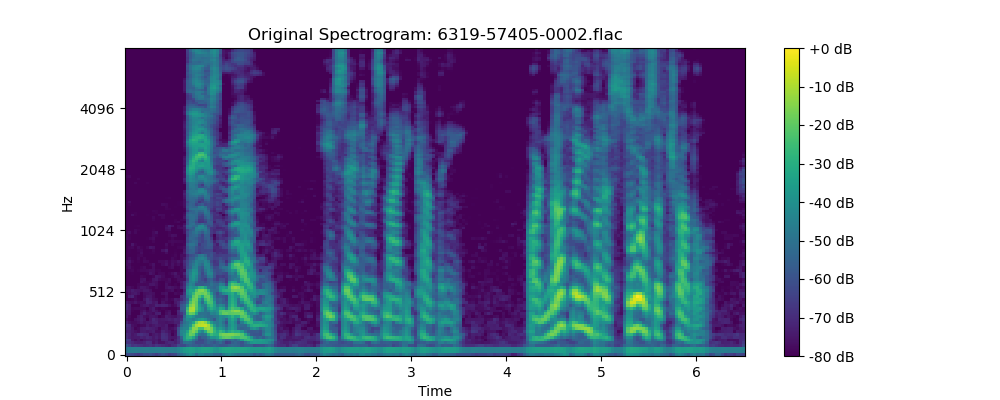 Original Spectrogram: 6319-57405-0002.flac
Hz
4096
2048
1024
512
0
0 1 2 3 4 5 6
Time
+0 dB
-10 dB
-20 dB
-30 dB
-40 dB
-50 dB
-60 dB
-70 dB
-80 dB